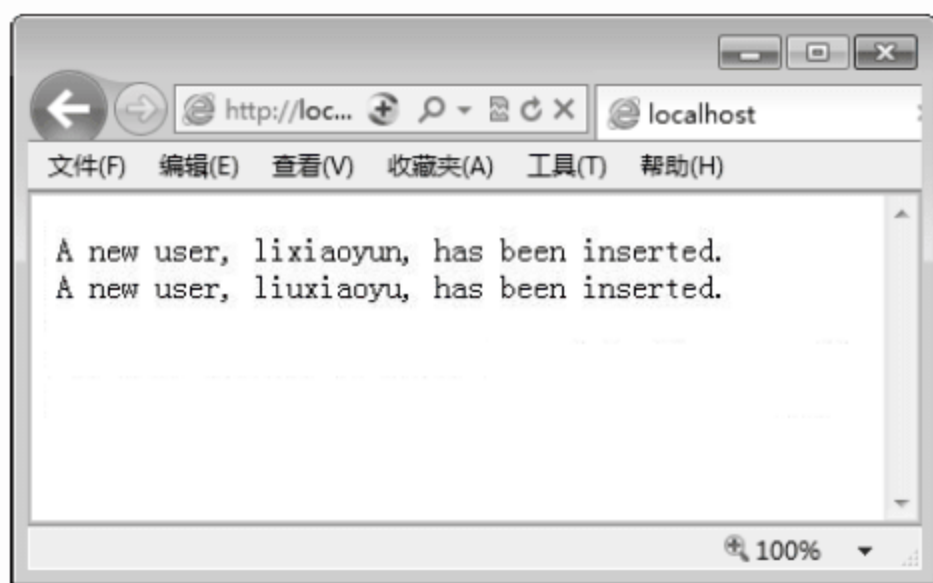 http://loc...
localhost
文件(F) 编辑(E) 查看(V) 收藏夹(A) 工具(T) 帮助(H)
A new user, lixiaoyun, has been inserted.
A new user, liuxiaoyu, has been inserted.
100%